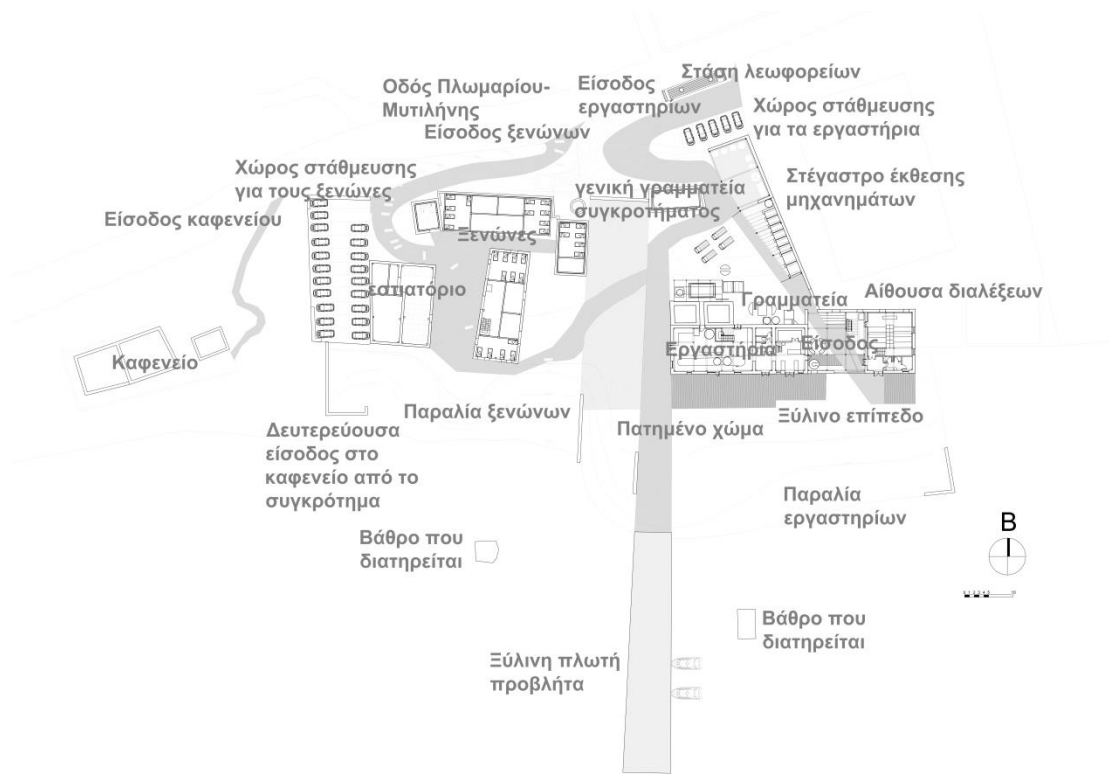 Στάση λεωφορείων
Οδός Πλωμαρίου-
Μυτιλήνης
Είσοδος
εργαστηρίων
Χώρος στάθμευσης
για τα εργαστήρια
Είσοδος ξενώνων
Χώρος στάθμευσης
για τους ξενώνες
Στέγαστρο έκθεσης
μηχανημάτων
γενική γραμματεία
συγκροτήματος
Είσοδος καφενείου
Ξενώνες
εστιατόριο
Γραμματεία
Αίθουσα διαλέξεων
Καφενείο
Εργαστήρια
Είσοδος
Παραλία ξενώνων
Ξύλινο επίπεδο
Δευτερεύουσα
είσοδος στο
καφενείο από το
συγκρότημα
Πατημένο χώμα
Παραλία
εργαστηρίων
Β
Βάθρο που
διατηρείται
Βάθρο που
διατηρείται
Ξύλινη πλωτή
προβλήτα